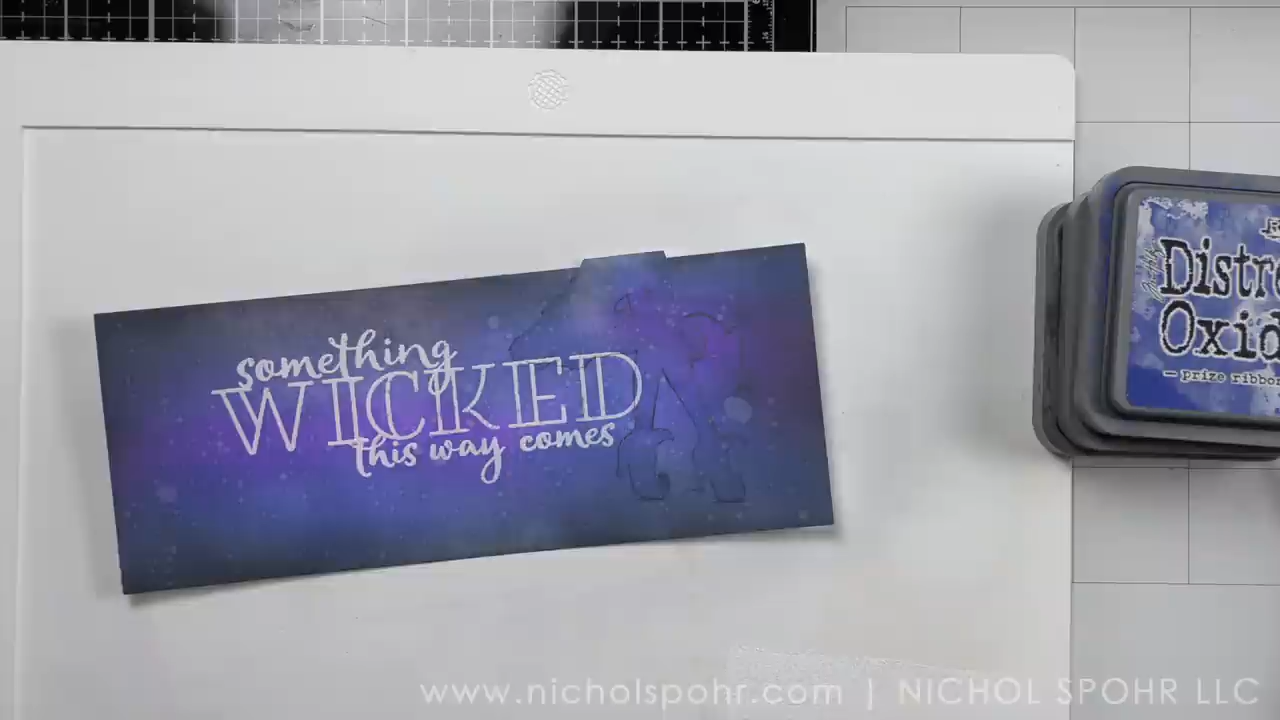 something
WICKED
this way comes
Distre
Oxid
prize ribbon
www.nicholspohr.com | NICHOL SPOHR LLC